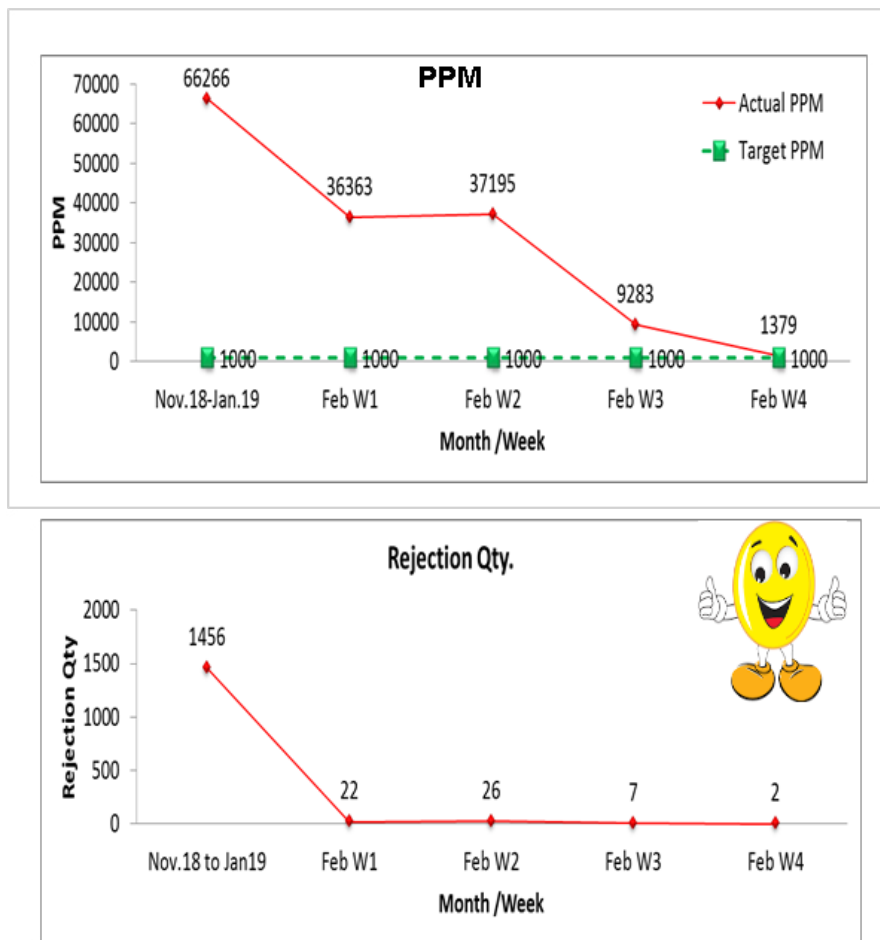 PPM
70000
60000
50000
40000
30000
20000
10000
0
PPM
66266
36363
37195
9283
1379
1000
1000
1000
1000
1000
Actual PPM
Target PPM
Nov.18-Jan.19 Feb W1 Feb W2 Feb W3 Feb W4
Month /Week
Rejection Qty.
2000
1500
1000
500
0
Rejection Qty
1456
22
26
7
2
Nov.18 to Jan19 Feb W1 Feb W2 Feb W3 Feb W4
Month /Week